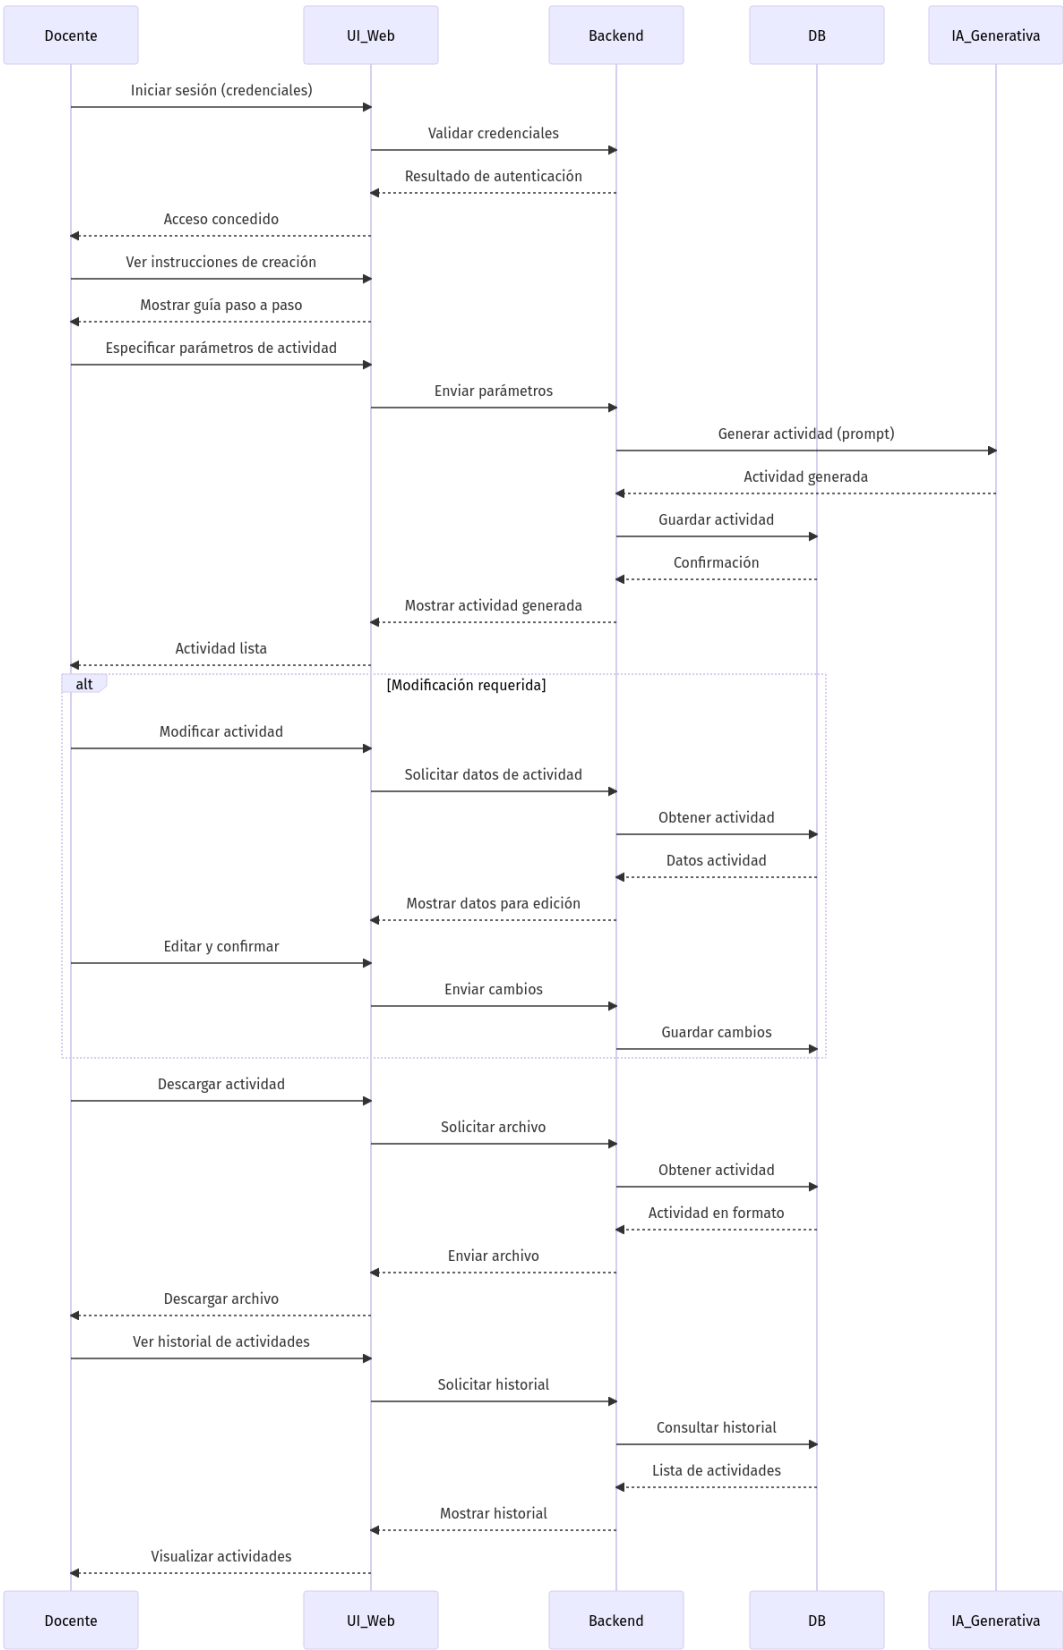 Docente
UI_Web
Backend
DB
IA_Generativa
Iniciar sesión (credenciales)
Validar credenciales
Resultado de autenticación
Acceso concedido
Ver instrucciones de creación
Mostrar guía paso a paso
Especificar parámetros de actividad
Enviar parámetros
Generar actividad (prompt)
Actividad generada
Guardar actividad
Confirmación
Mostrar actividad generada
Actividad lista
alt
[Modificación requerida]
Modificar actividad
Solicitar datos de actividad
Obtener actividad
Datos actividad
Mostrar datos para edición
Editar y confirmar
Enviar cambios
Guardar cambios
Descargar actividad
Solicitar archivo
Obtener actividad
Actividad en formato
Enviar archivo
Descargar archivo
Ver historial de actividades
Solicitar historial
Consultar historial
Lista de actividades
Mostrar historial
Visualizar actividades
Docente
UI_Web
Backend
DB
IA_Generativa